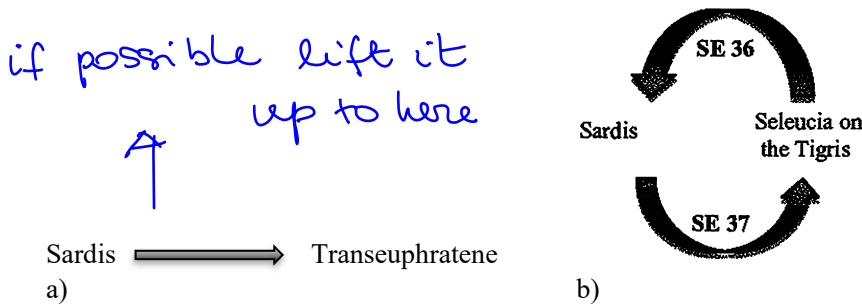 if possible lift it
up to here
Sardis Transeuphratene
a)
SE 36
Sardis
Seleucia on
the Tigris
SE 37
b)